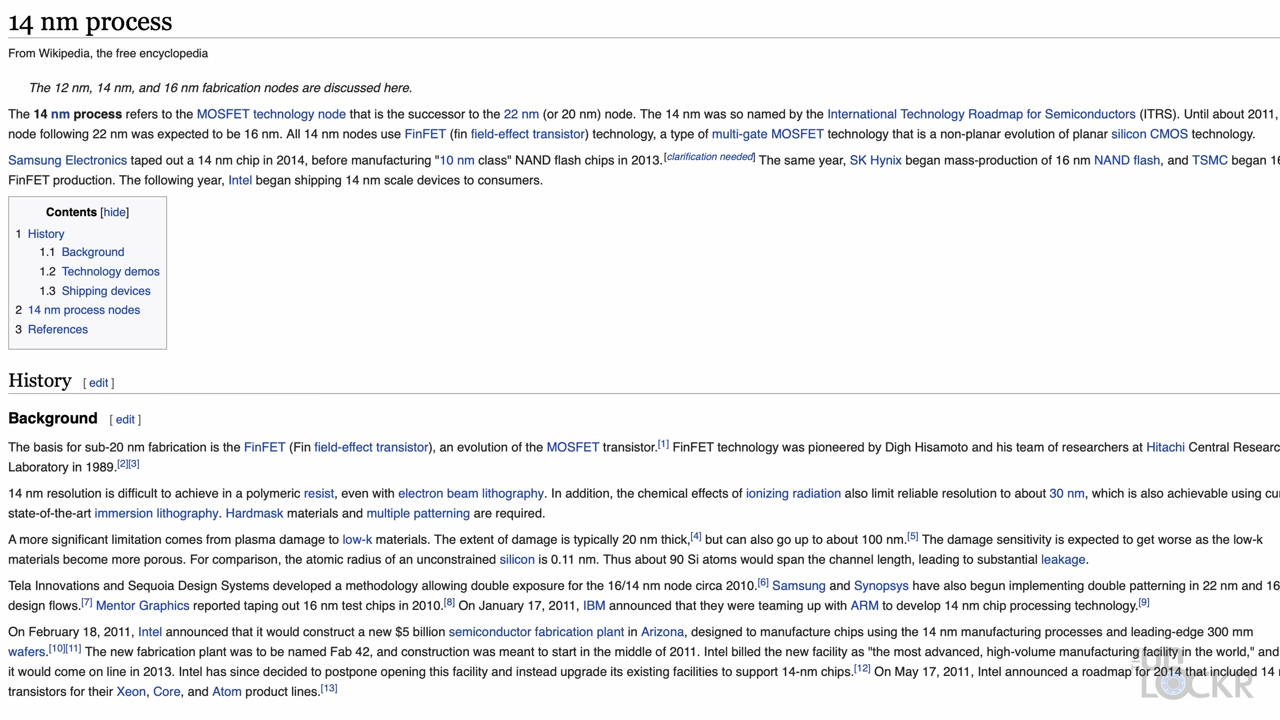 14 nm process
From Wikipedia, the free encyclopedia
The 12 nm, 14 nm, and 16 nm fabrication nodes are discussed here.
The 14 nm process refers to the MOSFET technology node that is the successor to the 22 nm (or 20 nm) node. The 14 nm was so named by the International Technology Roadmap for Semiconductors (ITRS). Until about 2011,
node following 22 nm was expected to be 16 nm. All 14 nm nodes use FinFET (fin field-effect transistor) technology, a type of multi-gate MOSFET technology that is a non-planar evolution of planar silicon CMOS technology.
Samsung Electronics taped out a 14 nm chip in 2014, before manufacturing "10 nm class" NAND flash chips in 2013.[clarification needed] The same year, SK Hynix began mass-production of 16 nm NAND flash, and TSMC began 16
FinFET production. The following year, Intel began shipping 14 nm scale devices to consumers.
Contents [hide]
1 History
1.1 Background
1.2 Technology demos
1.3 Shipping devices
2 14 nm process nodes
3 References
History [ edit ]
Background [ edit ]
The basis for sub-20 nm fabrication is the FinFET (Fin field-effect transistor), an evolution of the MOSFET transistor.[1] FinFET technology was pioneered by Digh Hisamoto and his team of researchers at Hitachi Central Researc
Laboratory in 1989.[2][3]
14 nm resolution is difficult to achieve in a polymeric resist, even with electron beam lithography. In addition, the chemical effects of ionizing radiation also limit reliable resolution to about 30 nm, which is also achievable using cu
state-of-the-art immersion lithography. Hardmask materials and multiple patterning are required.
A more significant limitation comes from plasma damage to low-k materials. The extent of damage is typically 20 nm thick,[4] but can also go up to about 100 nm.[5] The damage sensitivity is expected to get worse as the low-k
materials become more porous. For comparison, the atomic radius of an unconstrained silicon is 0.11 nm. Thus about 90 Si atoms would span the channel length, leading to substantial leakage.
Tela Innovations and Sequoia Design Systems developed a methodology allowing double exposure for the 16/14 nm node circa 2010.[6] Samsung and Synopsys have also begun implementing double patterning in 22 nm and 16
design flows.[7] Mentor Graphics reported taping out 16 nm test chips in 2010.[8] On January 17, 2011, IBM announced that they were teaming up with ARM to develop 14 nm chip processing technology.[9]
On February 18, 2011, Intel announced that it would construct a new $5 billion semiconductor fabrication plant in Arizona, designed to manufacture chips using the 14 nm manufacturing processes and leading-edge 300 mm
wafers.[10][11] The new fabrication plant was to be named Fab 42, and construction was meant to start in the middle of 2011. Intel billed the new facility as "the most advanced, high-volume manufacturing facility in the world," and
it would come on line in 2013. Intel has since decided to postpone opening this facility and instead upgrade its existing facilities to support 14-nm chips.[12] On May 17, 2011, Intel announced a roadmap for 2014 that included 14
transistors for their Xeon, Core, and Atom product lines.[13]